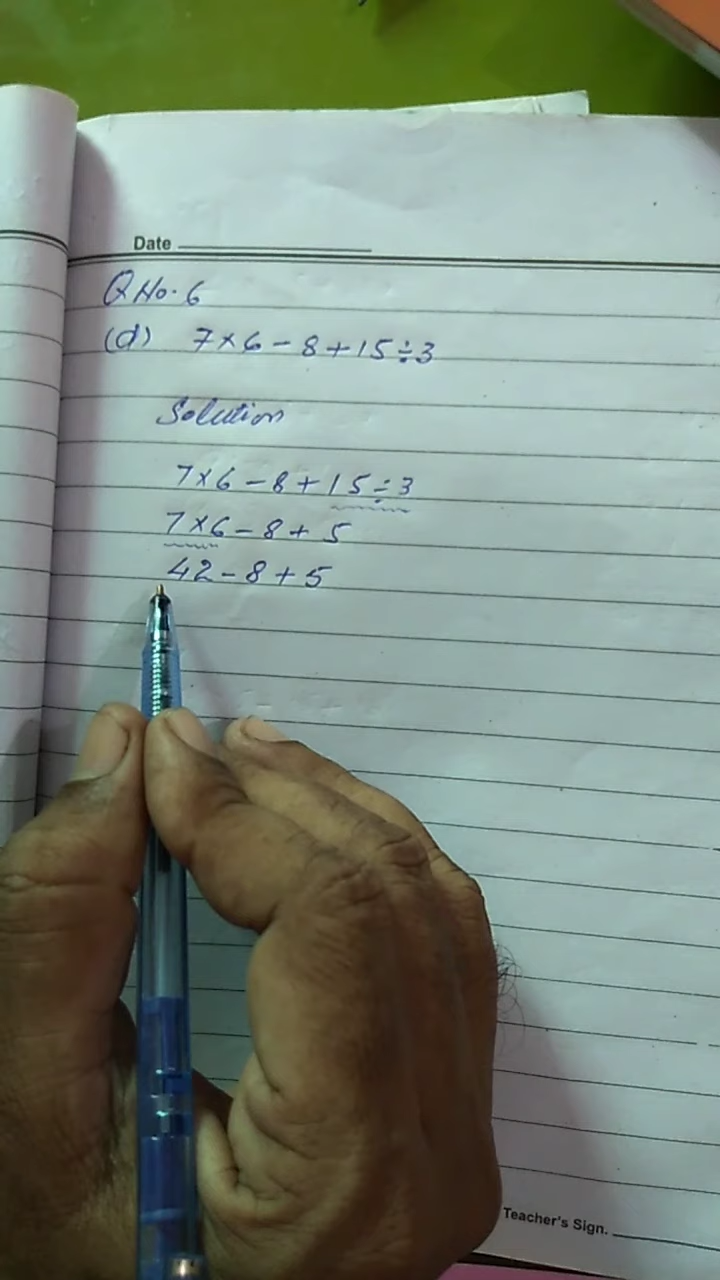 Date
Q No. 6
(d) 7×6-8+15÷3
Solution
7×6-8+15÷3
7×6-8+5
42-8+5
Teacher's Sign.